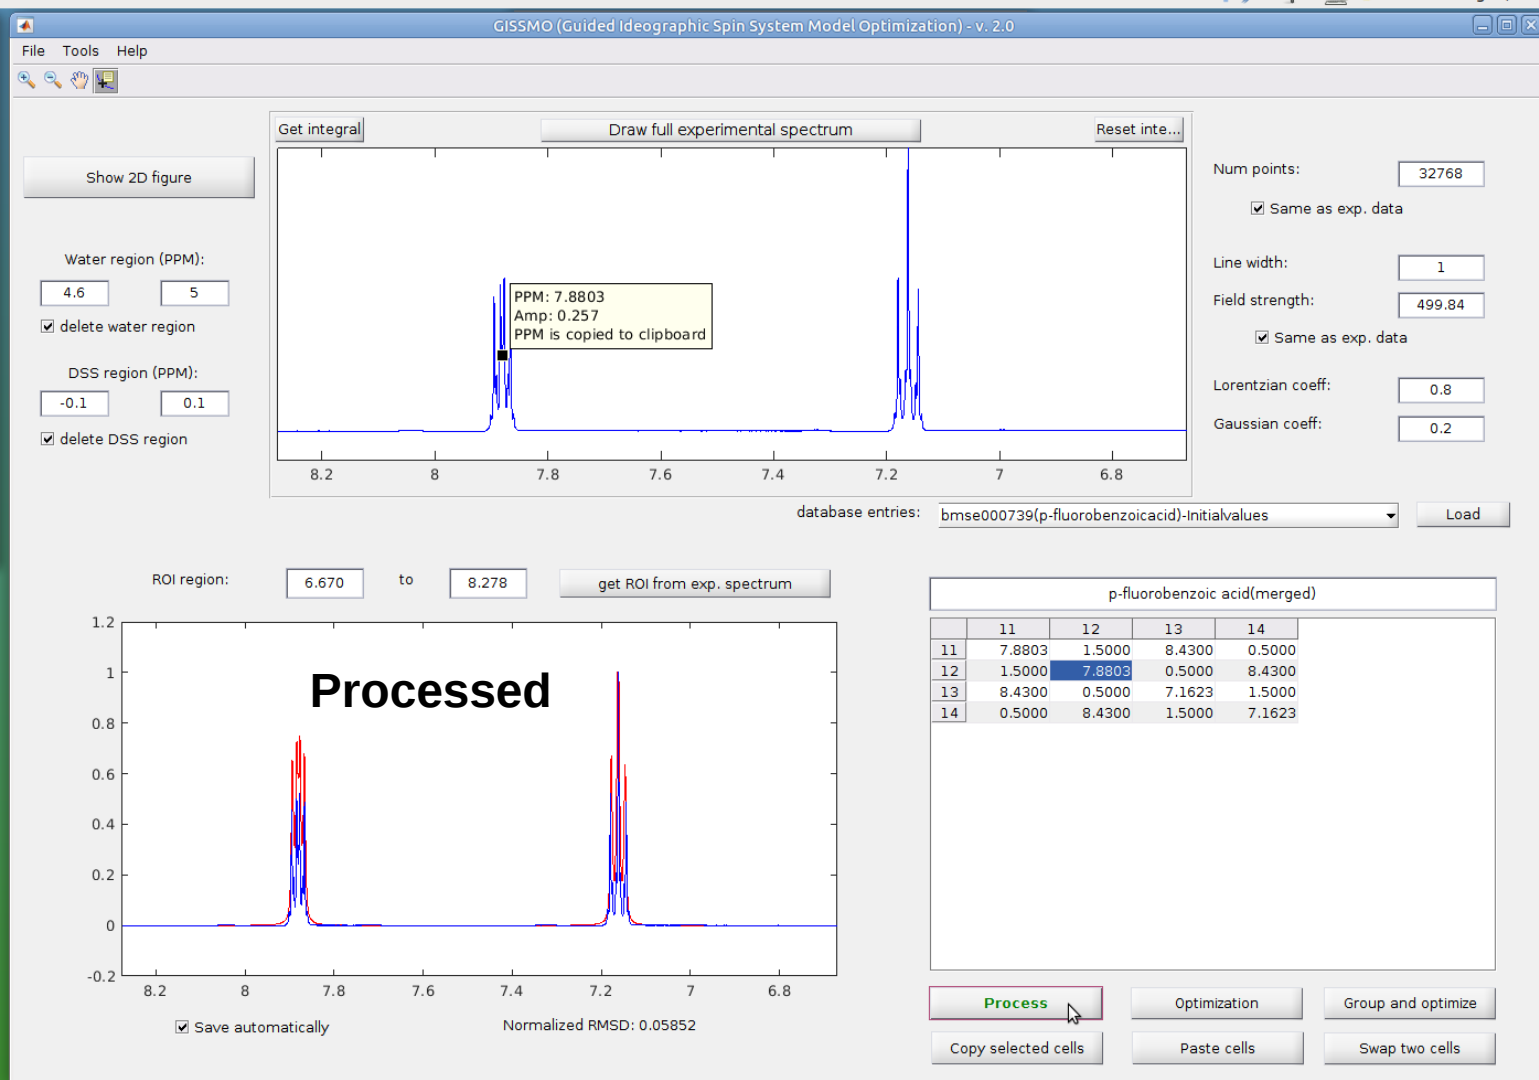 GISSMO (Guided Ideographic Spin System Model Optimization) - v. 2.0
File Tools Help
Get integral Draw full experimental spectrum Reset inte...
Show 2D figure
Water region (PPM):
4.6 5
delete water region
DSS region (PPM):
-0.1 0.1
delete DSS region
PPM: 7.8803
Amp: 0.257
PPM is copied to clipboard
8.2 8 7.8 7.6 7.4 7.2 7 6.8
Num points: 32768
Same as exp. data
Line width: 1
Field strength: 499.84
Same as exp. data
Lorentzian coeff: 0.8
Gaussian coeff: 0.2
database entries: bmse000739(p-fluorobenzoicacid)-Initialvalues Load
ROI region: 6.670 to 8.278 get ROI from exp. spectrum
1.2
1
0.8
0.6
0.4
0.2
0
-0.2
Processed
8.2 8 7.8 7.6 7.4 7.2 7 6.8
Save automatically Normalized RMSD: 0.05852
p-fluorobenzoic acid(merged)
11 12 13 14
11 7.8803 1.5000 8.4300 0.5000
12 1.5000 7.8803 0.5000 8.4300
13 8.4300 0.5000 7.1623 1.5000
14 0.5000 8.4300 1.5000 7.1623
Process Optimization Group and optimize
Copy selected cells Paste cells Swap two cells